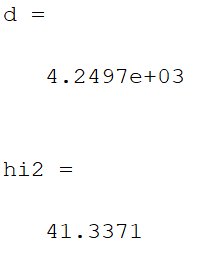 d =
4.2497e+03
hi2 =
41.3371